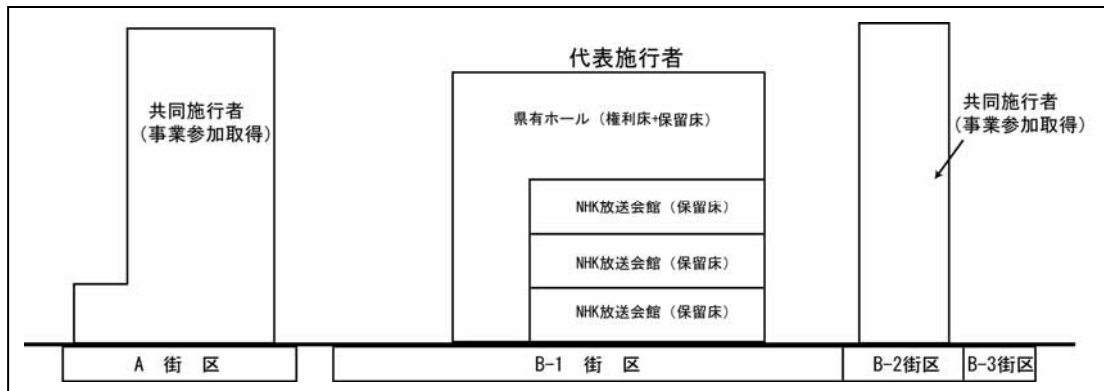 代表施行者
共同施行者
(事業参加取得)
県有ホール(権利床+保留床)
共同施行者
(事業参加取得)
NHK放送会館(保留床)
NHK放送会館(保留床)
NHK放送会館(保留床)
A 街 区
B-1 街 区
B-2街区
B-3街区